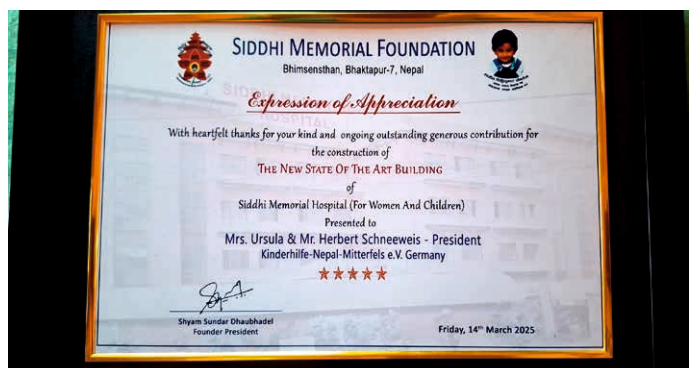 SIDDHI MEMORIAL FOUNDATION
Bhimsensthan, Bhaktapur-7, Nepal
Expression of Appreciation
With heartfelt thanks for your kind and ongoing outstanding generous contribution for
the construction of
THE NEW STATE OF THE ART BUILDING
of
Siddhi Memorial Hospital (For Women And Children)
Presented to
Mrs. Ursula & Mr. Herbert Schneeweis - President
Kinderhilfe-Nepal-Mitterfels e.V. Germany
Shyam Sundar Dhaubhadel
Founder President
Friday, 14th March 2025